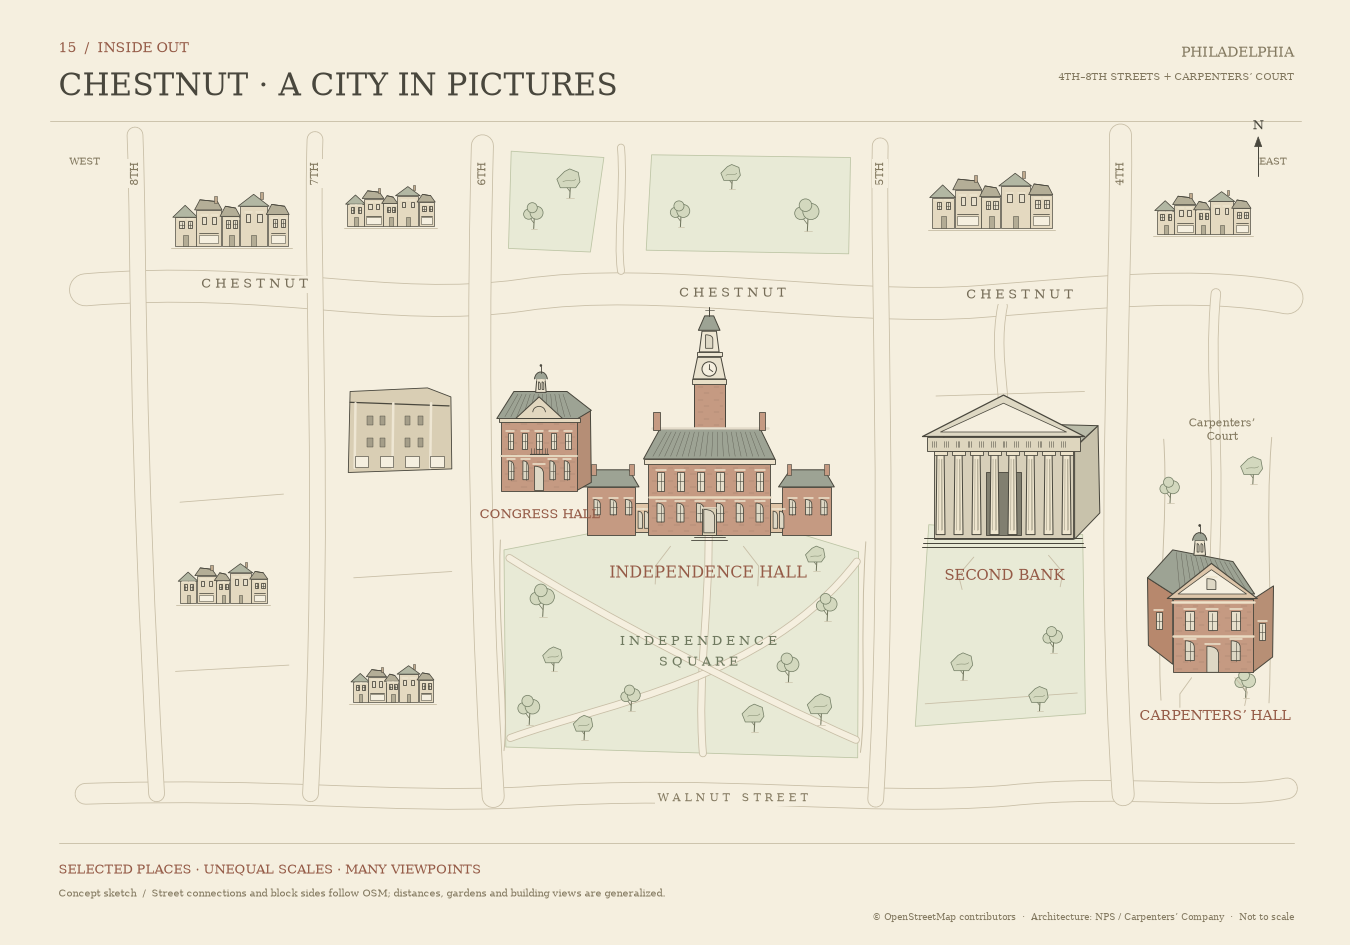 15 / INSIDE OUT
CHESTNUT · A CITY IN PICTURES
PHILADELPHIA
4TH–8TH STREETS + CARPENTERS’ COURT
N
WEST
EAST
8TH
7TH
6TH
5TH
4TH
CHESTNUT
CHESTNUT
CHESTNUT
Carpenters’
Court
CONGRESS HALL
INDEPENDENCE HALL
SECOND BANK
INDEPENDENCE
SQUARE
CARPENTERS’ HALL
WALNUT STREET
SELECTED PLACES · UNEQUAL SCALES · MANY VIEWPOINTS
Concept sketch / Street connections and block sides follow OSM; distances, gardens and building views are generalized.
© OpenStreetMap contributors · Architecture: NPS / Carpenters’ Company · Not to scale